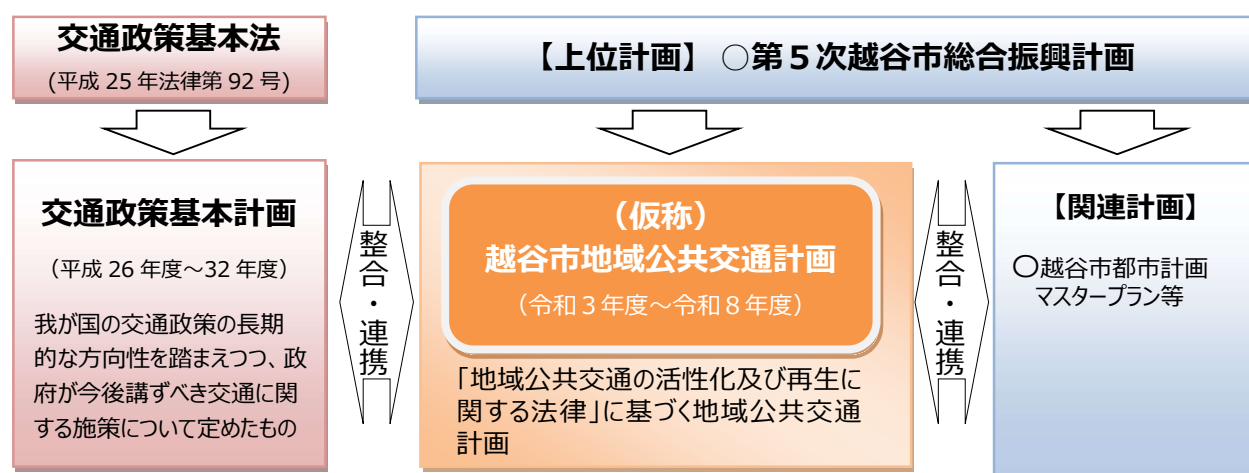 交通政策基本法
(平成 25 年法律第 92 号)
【上位計画】 ○第５次越谷市総合振興計画
交通政策基本計画
（平成 26 年度～32 年度）
我が国の交通政策の長期
的な方向性を踏まえつつ、政
府が今後講ずべき交通に関
する施策について定めたもの
整合・連携
（仮称）
越谷市地域公共交通計画
（令和３年度～令和８年度）
「地域公共交通の活性化及び再生に
関する法律」に基づく地域公共交通
計画
整合・連携
【関連計画】
○越谷市都市計画
マスタープラン等